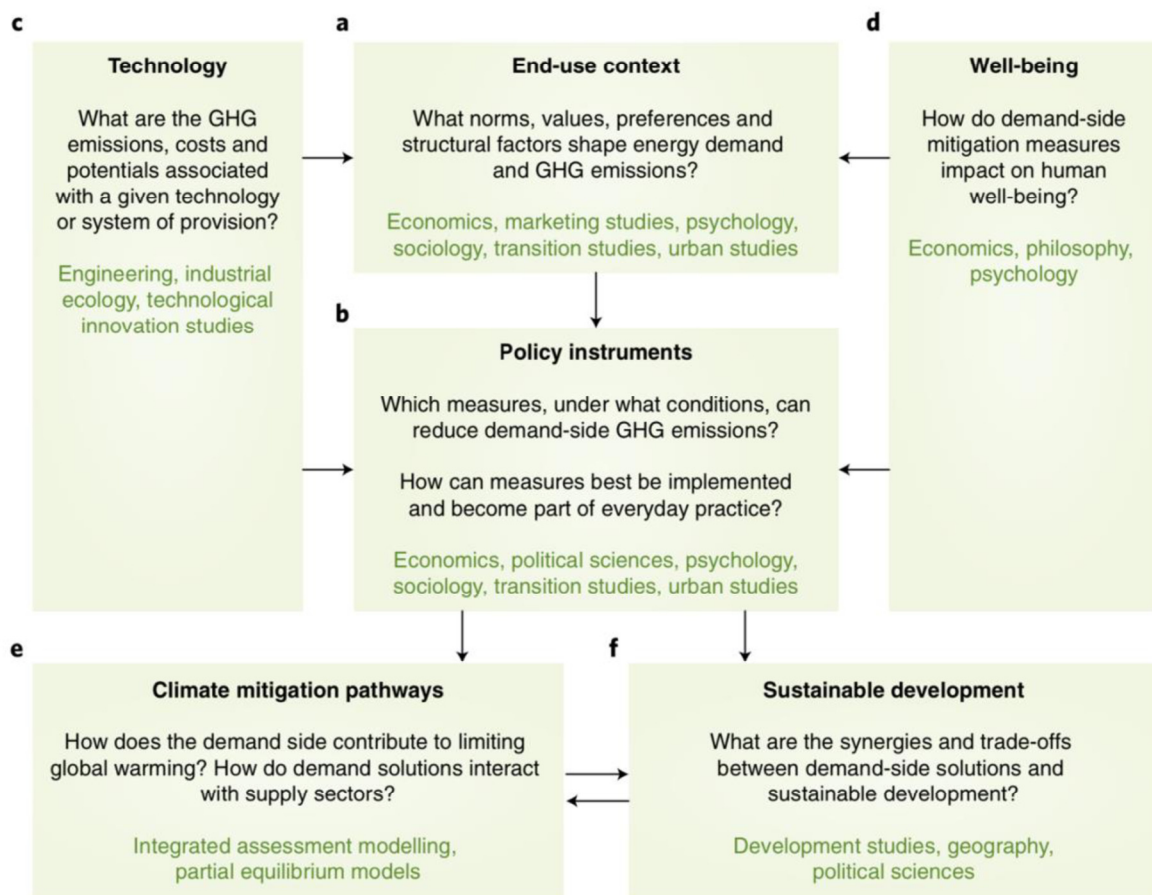 c
Technology
What are the GHG
emissions, costs and
potentials associated
with a given technology
or system of provision?
Engineering, industrial
ecology, technological
innovation studies
a
End-use context
What norms, values, preferences and
structural factors shape energy demand
and GHG emissions?
Economics, marketing studies, psychology,
sociology, transition studies, urban studies
d
Well-being
How do demand-side
mitigation measures
impact on human
well-being?
Economics, philosophy,
psychology
b
Policy instruments
Which measures, under what conditions, can
reduce demand-side GHG emissions?
How can measures best be implemented
and become part of everyday practice?
Economics, political sciences, psychology,
sociology, transition studies, urban studies
e
Climate mitigation pathways
How does the demand side contribute to limiting
global warming? How do demand solutions interact
with supply sectors?
Integrated assessment modelling,
partial equilibrium models
f
Sustainable development
What are the synergies and trade-offs
between demand-side solutions and
sustainable development?
Development studies, geography,
political sciences